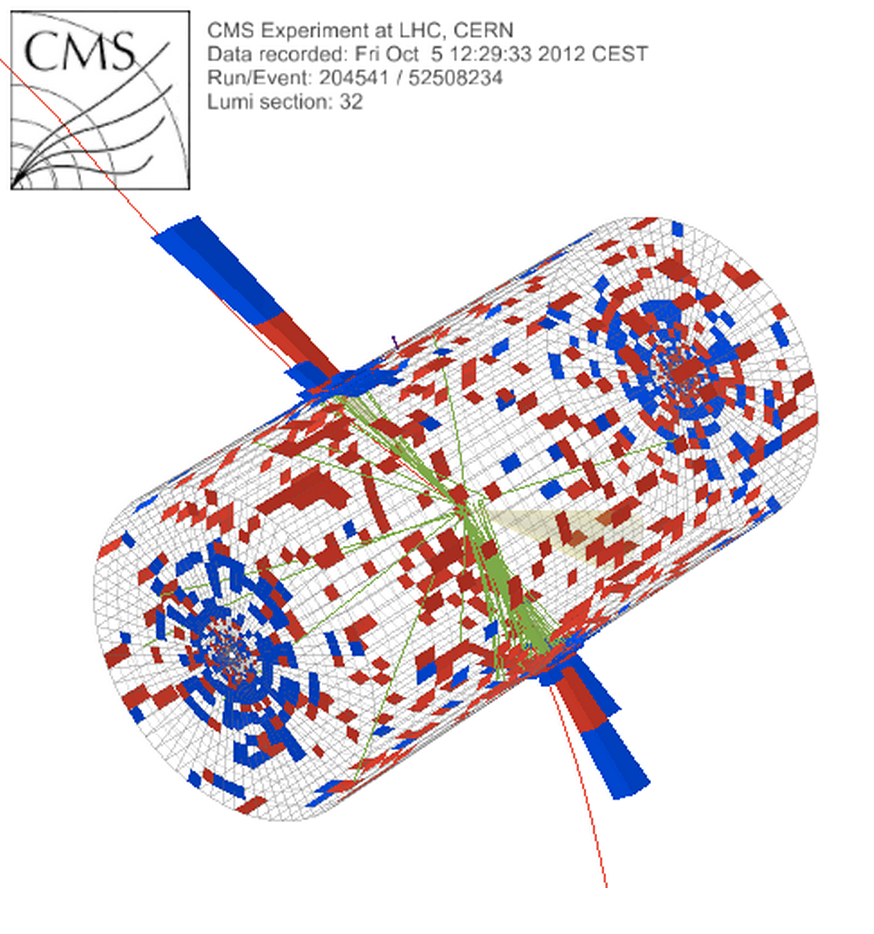 CMS
CMS Experiment at LHC, CERN
Data recorded: Fri Oct  5 12:29:33 2012 CEST
Run/Event: 204541 / 52508234
Lumi section: 32